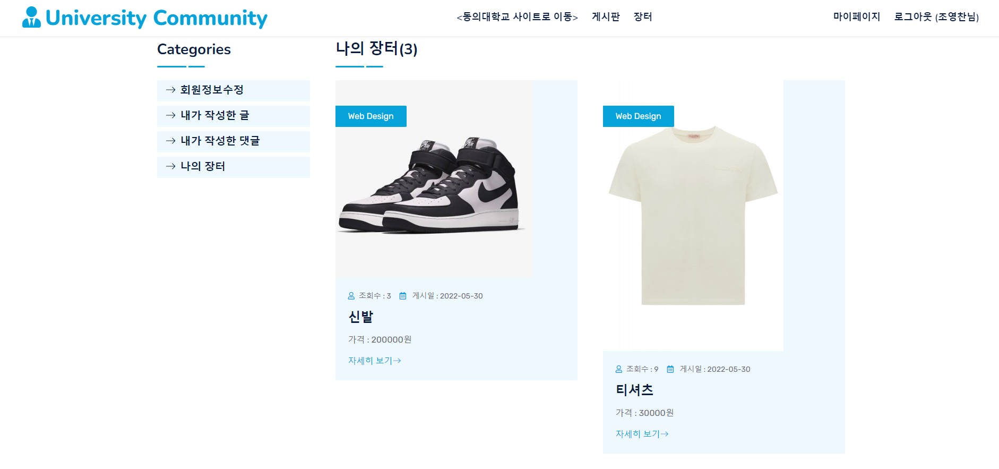 University Community
<동의대학교 사이트로 이동> 게시판 장터
마이페이지 로그아웃 (조영찬님)
Categories
→ 회원정보수정
→ 내가 작성한 글
→ 내가 작성한 댓글
→ 나의 장터
나의 장터(3)
Web Design
조회수 : 3 게시일 : 2022-05-30
신발
가격 : 200000원
자세히 보기→
Web Design
조회수 : 9 게시일 : 2022-05-30
티셔츠
가격 : 30000원
자세히 보기→